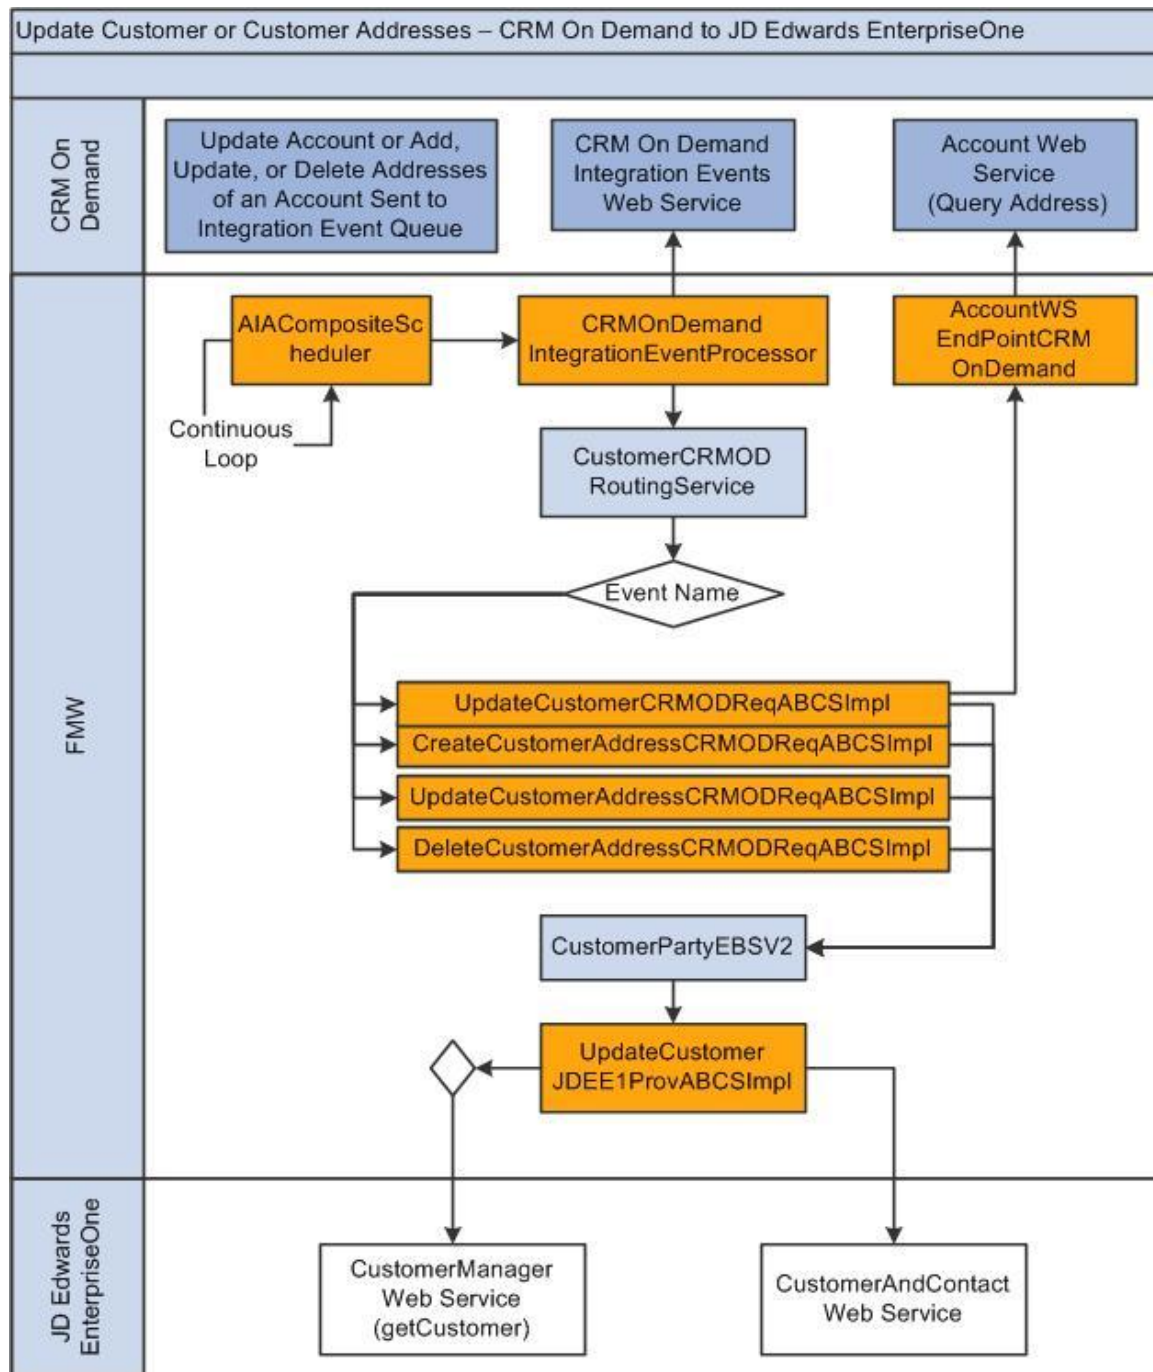 Update Customer or Customer Addresses – CRM On Demand to JD Edwards EnterpriseOne
CRM On
Demand
Update Account or Add,
Update, or Delete Addresses
of an Account Sent to
Integration Event Queue
CRM On Demand
Integration Events
Web Service
Account Web
Service
(Query Address)
FMW
AIACompositeSc
heduler
CRMOnDemand
IntegrationEventProcessor
AccountWS
EndPointCRM
OnDemand
Continuous
Loop
CustomerCRMOD
RoutingService
Event Name
UpdateCustomerCRMODReqABCSImpl
CreateCustomerAddressCRMODReqABCSImpl
UpdateCustomerAddressCRMODReqABCSImpl
DeleteCustomerAddressCRMODReqABCSImpl
CustomerPartyEBSV2
UpdateCustomer
JDEE1ProvABCSImpl
JD Edwards
EnterpriseOne
CustomerManager
Web Service
(getCustomer)
CustomerAndContact
Web Service